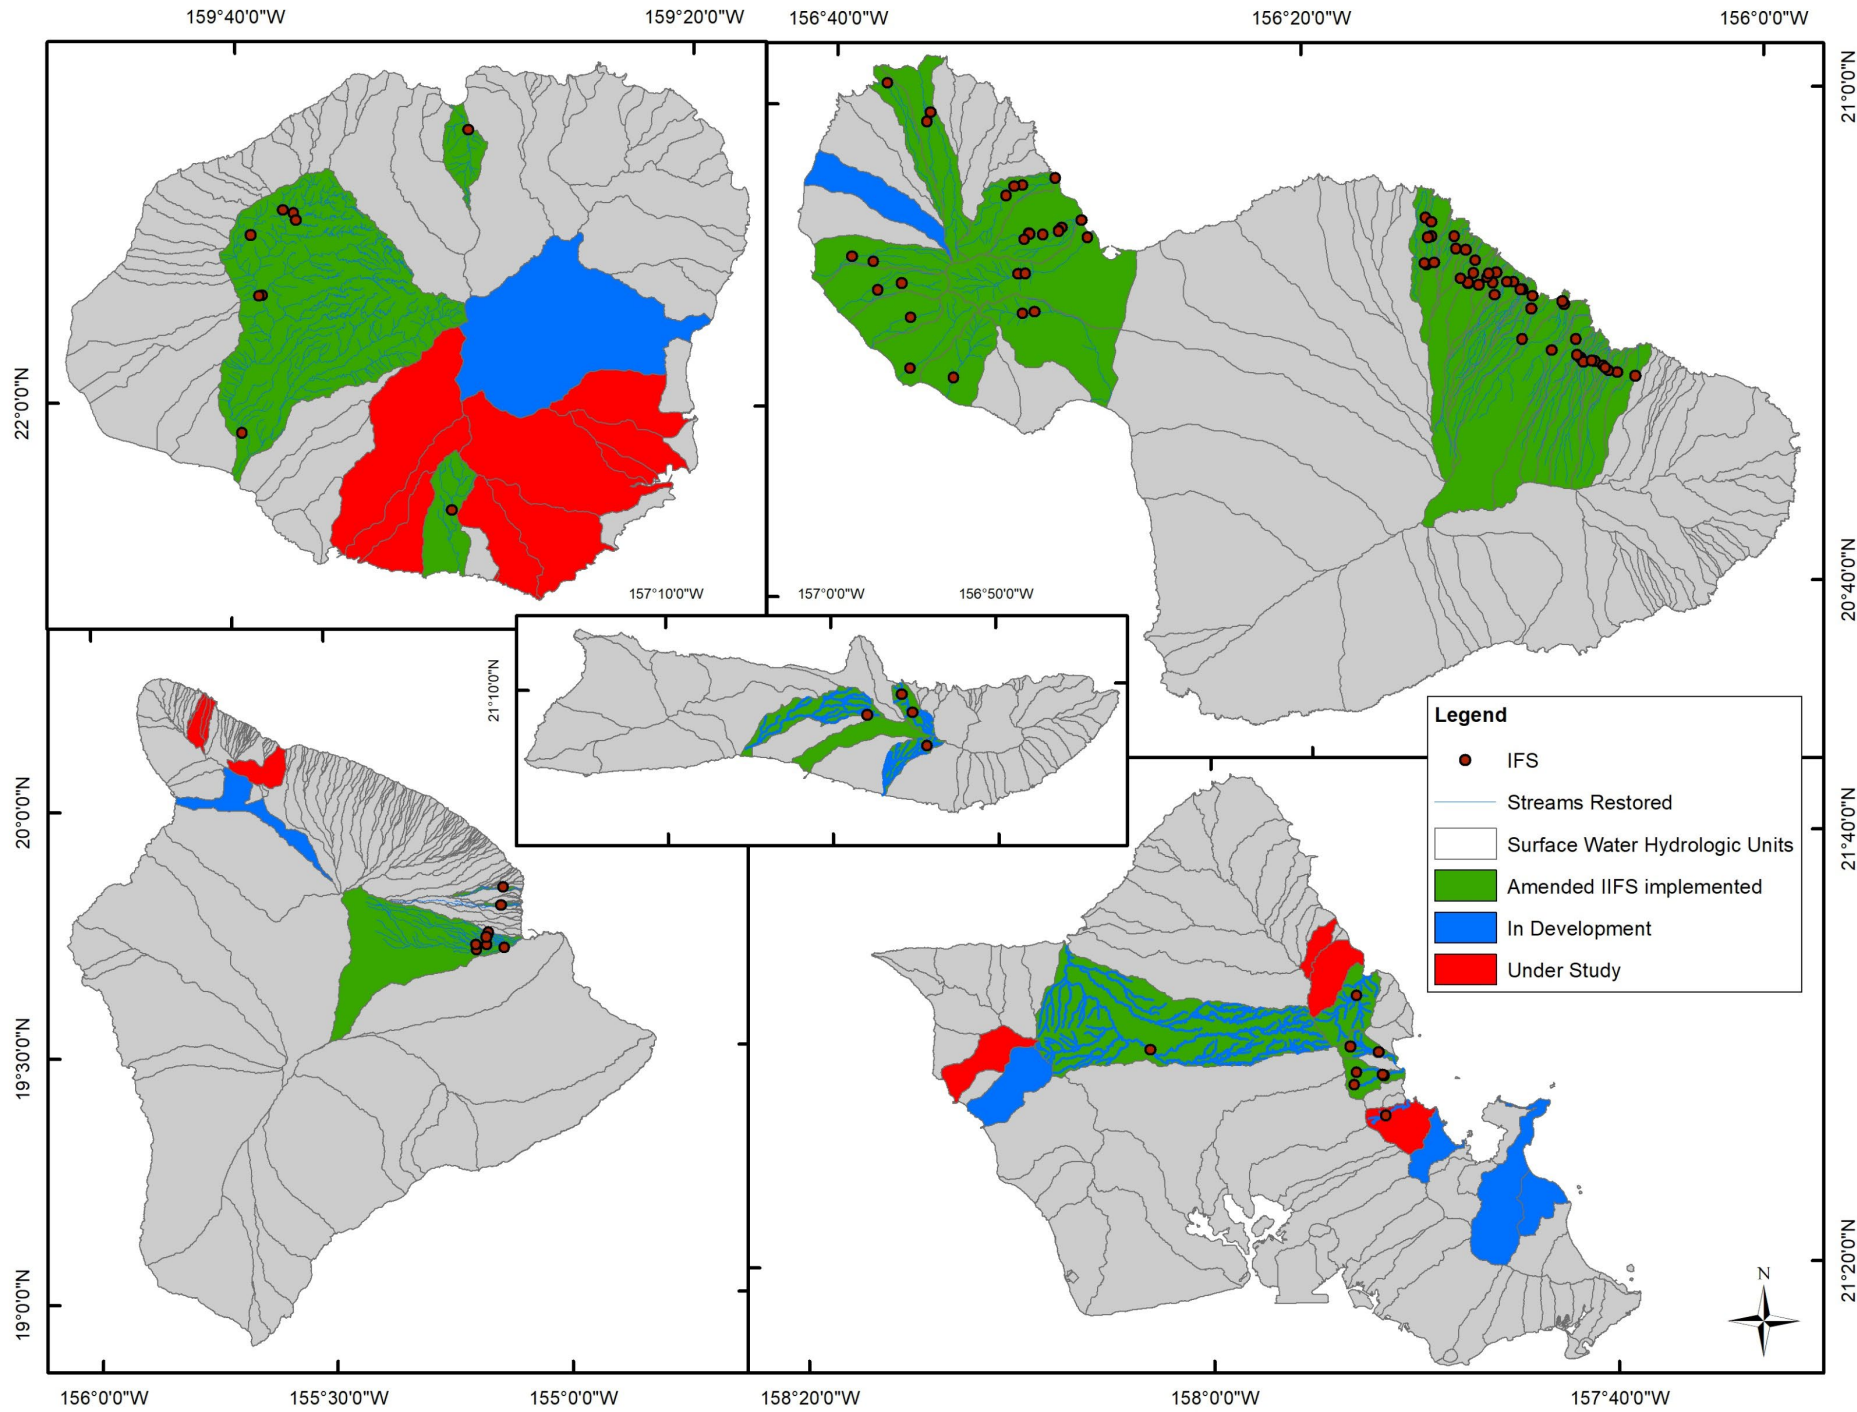 159°40'0"W
159°20'0"W
156°40'0"W
156°20'0"W
156°0'0"W
21°0'0"N
22°0'0"N
20°40'0"N
157°10'0"W
157°0'0"W
156°50'0"W
21°10'0"N
Legend
IFS
Streams Restored
Surface Water Hydrologic Units
Amended IIFS implemented
In Development
Under Study
20°0'0"N
19°30'0"N
19°0'0"N
21°40'0"N
21°20'0"N
N
156°0'0"W
155°30'0"W
155°0'0"W
158°20'0"W
158°0'0"W
157°40'0"W